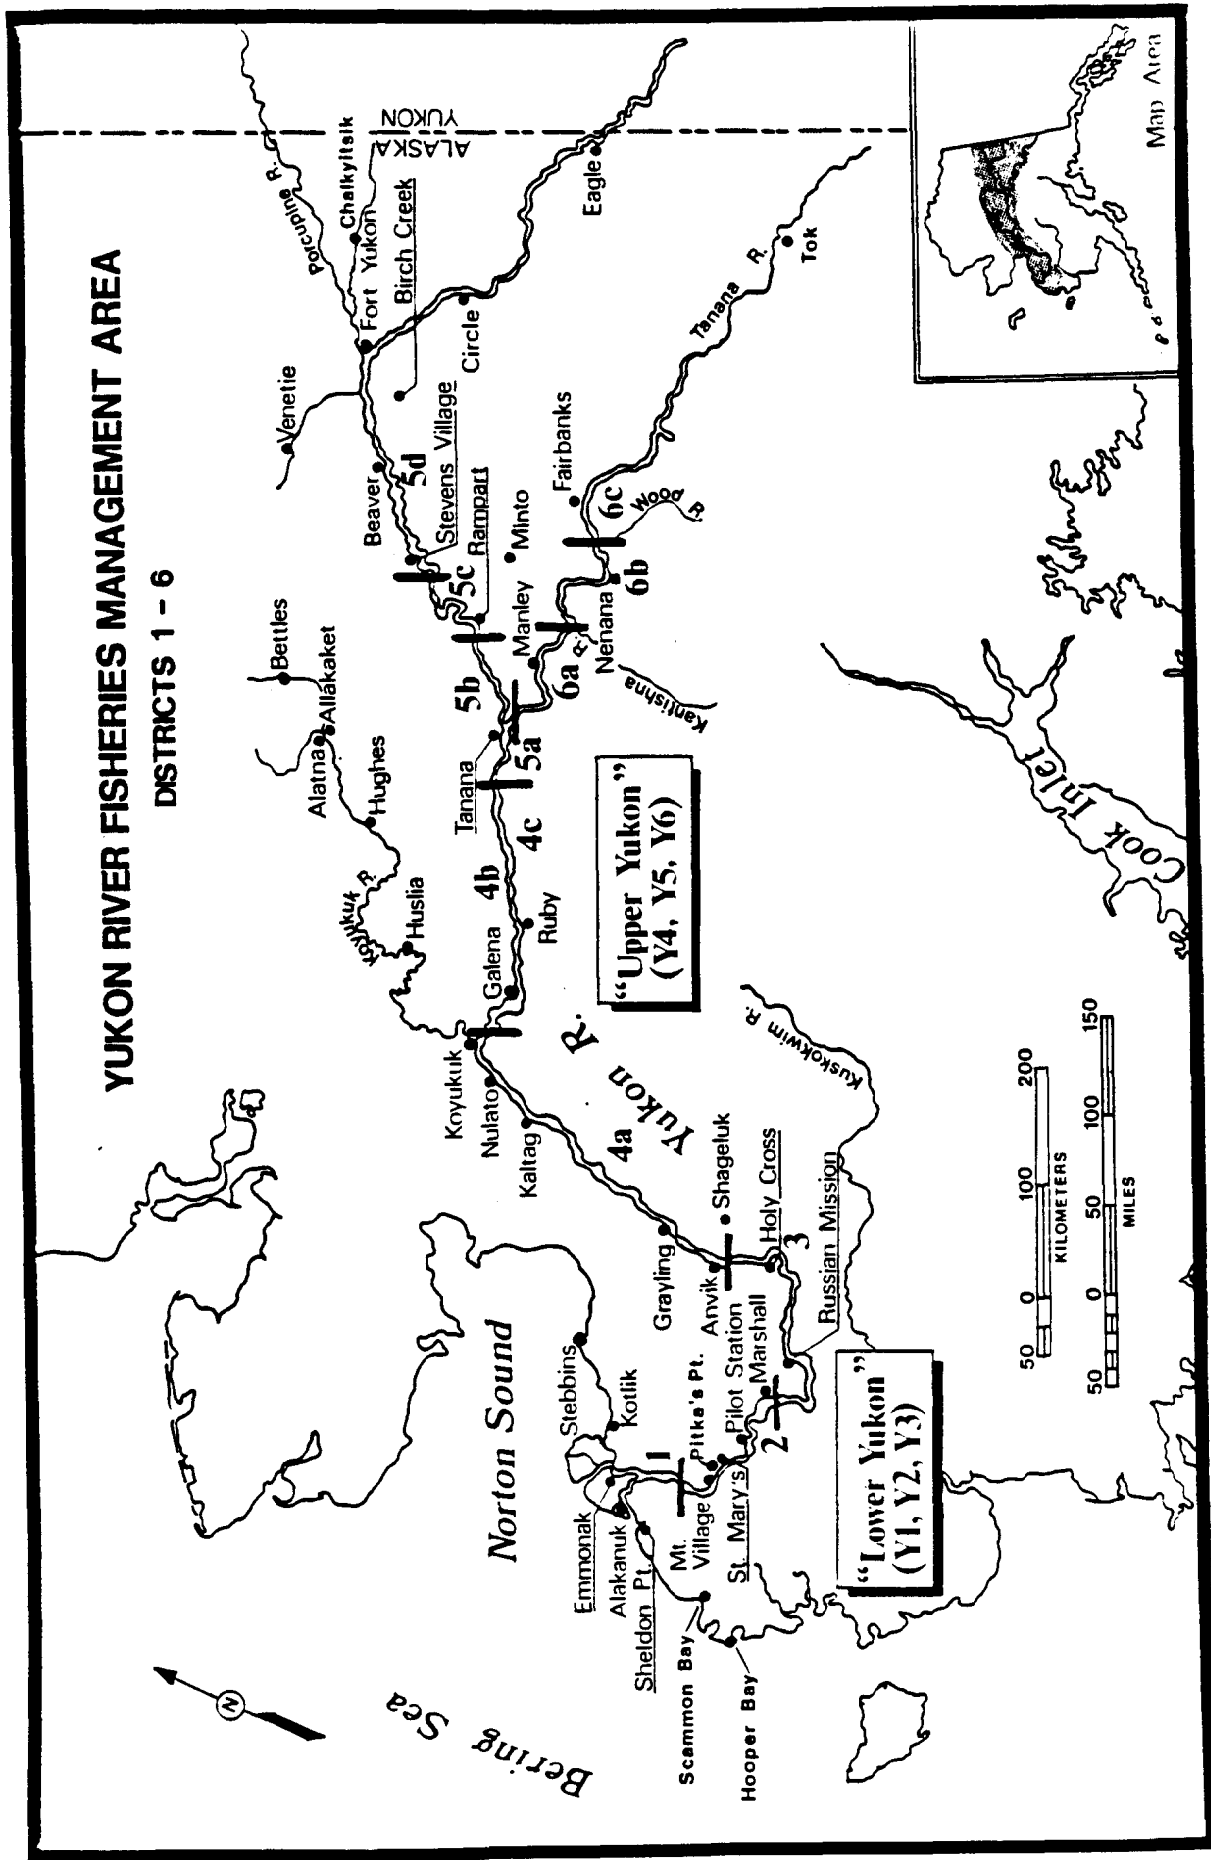 YUKON RIVER FISHERIES MANAGEMENT AREA
DISTRICTS 1 - 6
Porcupine R.
Chalkyitsik
Fort Yukon
Birch Creek
ALASKA
YUKON
Venetie
Circle
Eagle
Beaver
5d
Stevens Village
Rampart
5c
Minto
Manley
Fairbanks
6c
Wood R.
6b
Nenana
Tanana R.
Tok
Bettles
Allakaket
Alatna
Hughes
Koyukuk R.
Huslia
5b
6a
Kantishna R.
5a
Tanana
4c
4b
Ruby
Galena
Koyukuk
Nulato
Kaltag
4a
Yukon R.
"Upper Yukon"
(Y4, Y5, Y6)
Kuskokwim R.
Cook Inlet
Shageluk
Holy Cross
Grayling
Anvik
3
Russian Mission
Marshall
Pilot Station
Pitka's Pt.
2
1
Norton Sound
Stebbins
Kotlik
Emmonak
Alakanuk
Sheldon Pt.
Mt. Village
St. Mary's
Scammon Bay
Hooper Bay
Bering Sea
N
"Lower Yukon"
(Y1, Y2, Y3)
50 0 100 200
KILOMETERS
50 0 50 100 150
MILES
Map Area